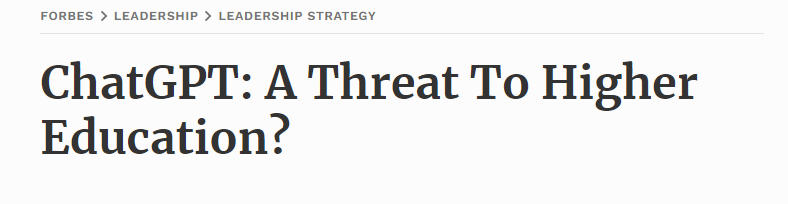 FORBES > LEADERSHIP > LEADERSHIP STRATEGY
ChatGPT: A Threat To Higher
Education?